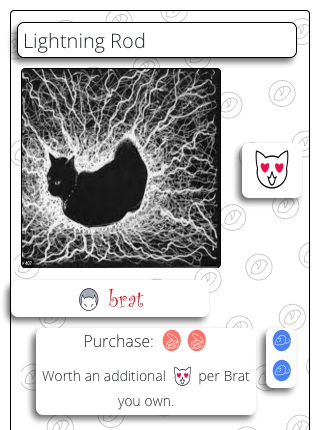 Lightning Rod
brat
Purchase:
Worth an additional per Brat
you own.